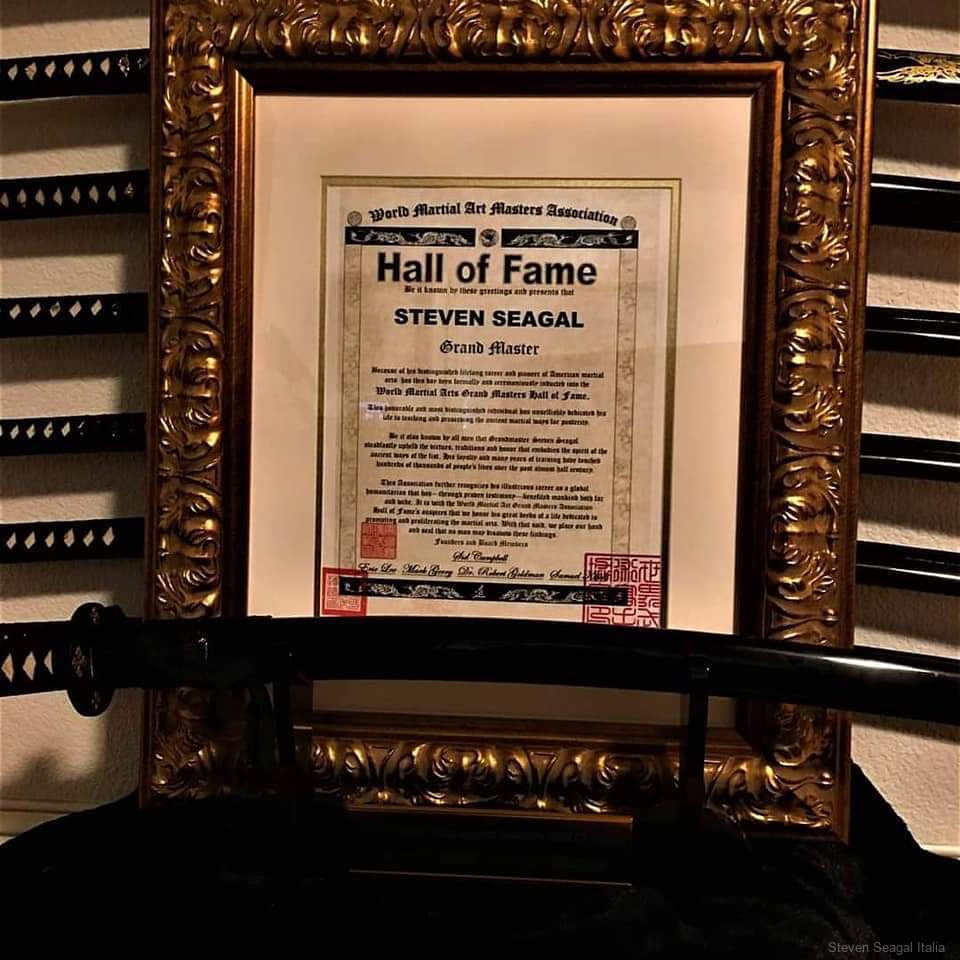 World Martial Art Masters Association
Hall of Fame
Be it known by these greetings and presents that
STEVEN SEAGAL
Grand Master
Because of his distinguished lifelong career and pioneer of American martial
arts has this day been formally and ceremoniously inducted into the
World Martial Arts Grand Masters Hall of Fame.
This honorable and most distinguished individual has unselfishly dedicated his
life to teaching and preserving the ancient martial ways for posterity.
Be it also known by all men that Grandmaster Steven Seagal
steadfastly upheld the virtues, traditions and honor that embodies the spirit of the
ancient ways of the fist. His loyalty and many years of training have touched
hundreds of thousands of people's lives over the past almost half century.
This Association further recognizes his illustrious career as a global
humanitarian that has—through proven testimony—benefited mankind both far
and wide. It is with the World Martial Art Grand Masters Association
Hall of Fame's auspices that we honor his great deeds of a life dedicated to
promoting and proliferating the martial arts. With that said, we place our hand
and seal that no man may disavow these findings.
Founders and Board Members
Sid Campbell
Eric Lee Mark Gerry Dr. Robert Goldman Samuel
Steven Seagal Italia